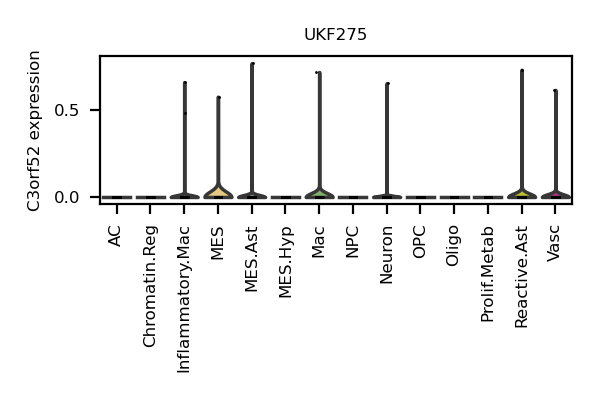 UKF275
C3orf52 expression
0.5
0.0
AC
Chromatin.Reg
Inflammatory.Mac
MES
MES.Ast
MES.Hyp
Mac
NPC
Neuron
OPC
Oligo
Prolif.Metab
Reactive.Ast
Vasc